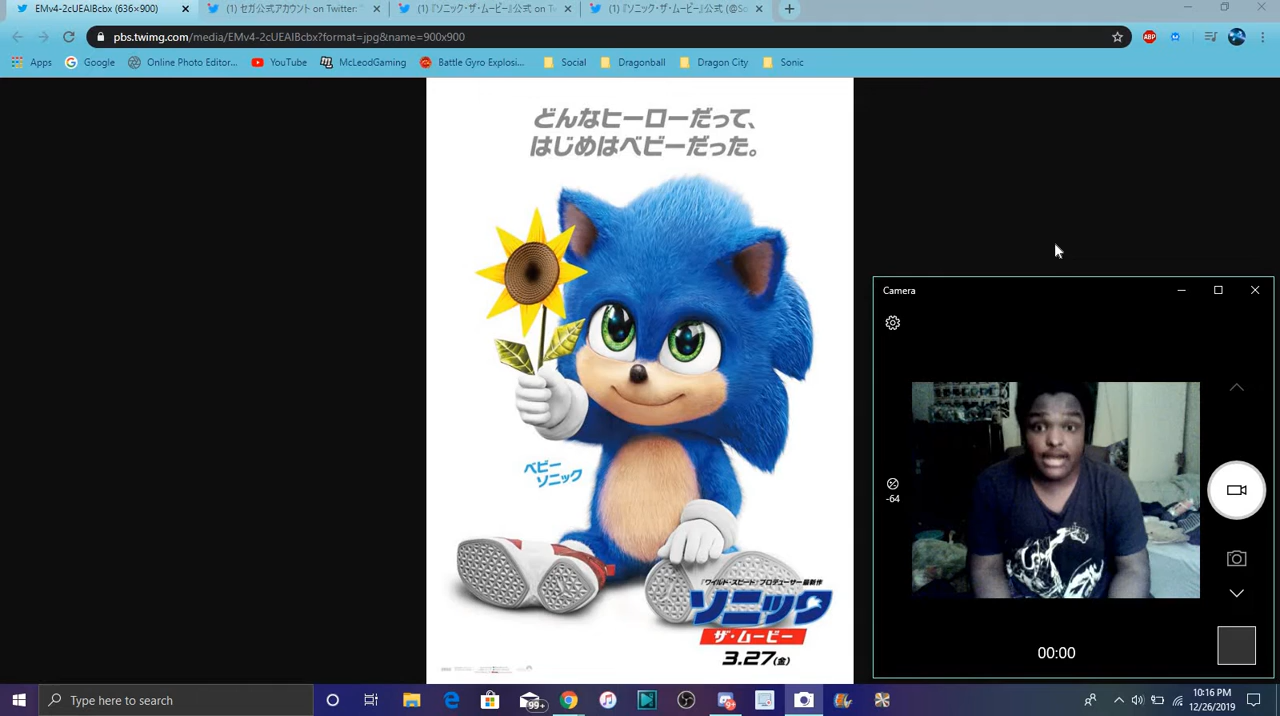 EMv4-2cUEAIBcbx (636×900)
(1) セガ公式アカウント on Twitter:
(1)『ソニック・ザ・ムービー』公式 on Tw
(1)『ソニック・ザ・ムービー』公式 (@So
pbs.twimg.com/media/EMv4-2cUEAIBcbx?format=jpg&name=900x900
ABP
Apps
Google
Online Photo Editor...
YouTube
McLeodGaming
Battle Gyro Explosi...
Social
Dragonball
Dragon City
Sonic
どんなヒーローだって、
はじめはベビーだった。
ベビー
ソニック
『ワイルド・スピード』プロデューサー最新作
ソニック
ザ・ムービー
3.27(金)
Camera
-64
00:00
Type here to search
99+
9+
10:16 PM
12/26/2019